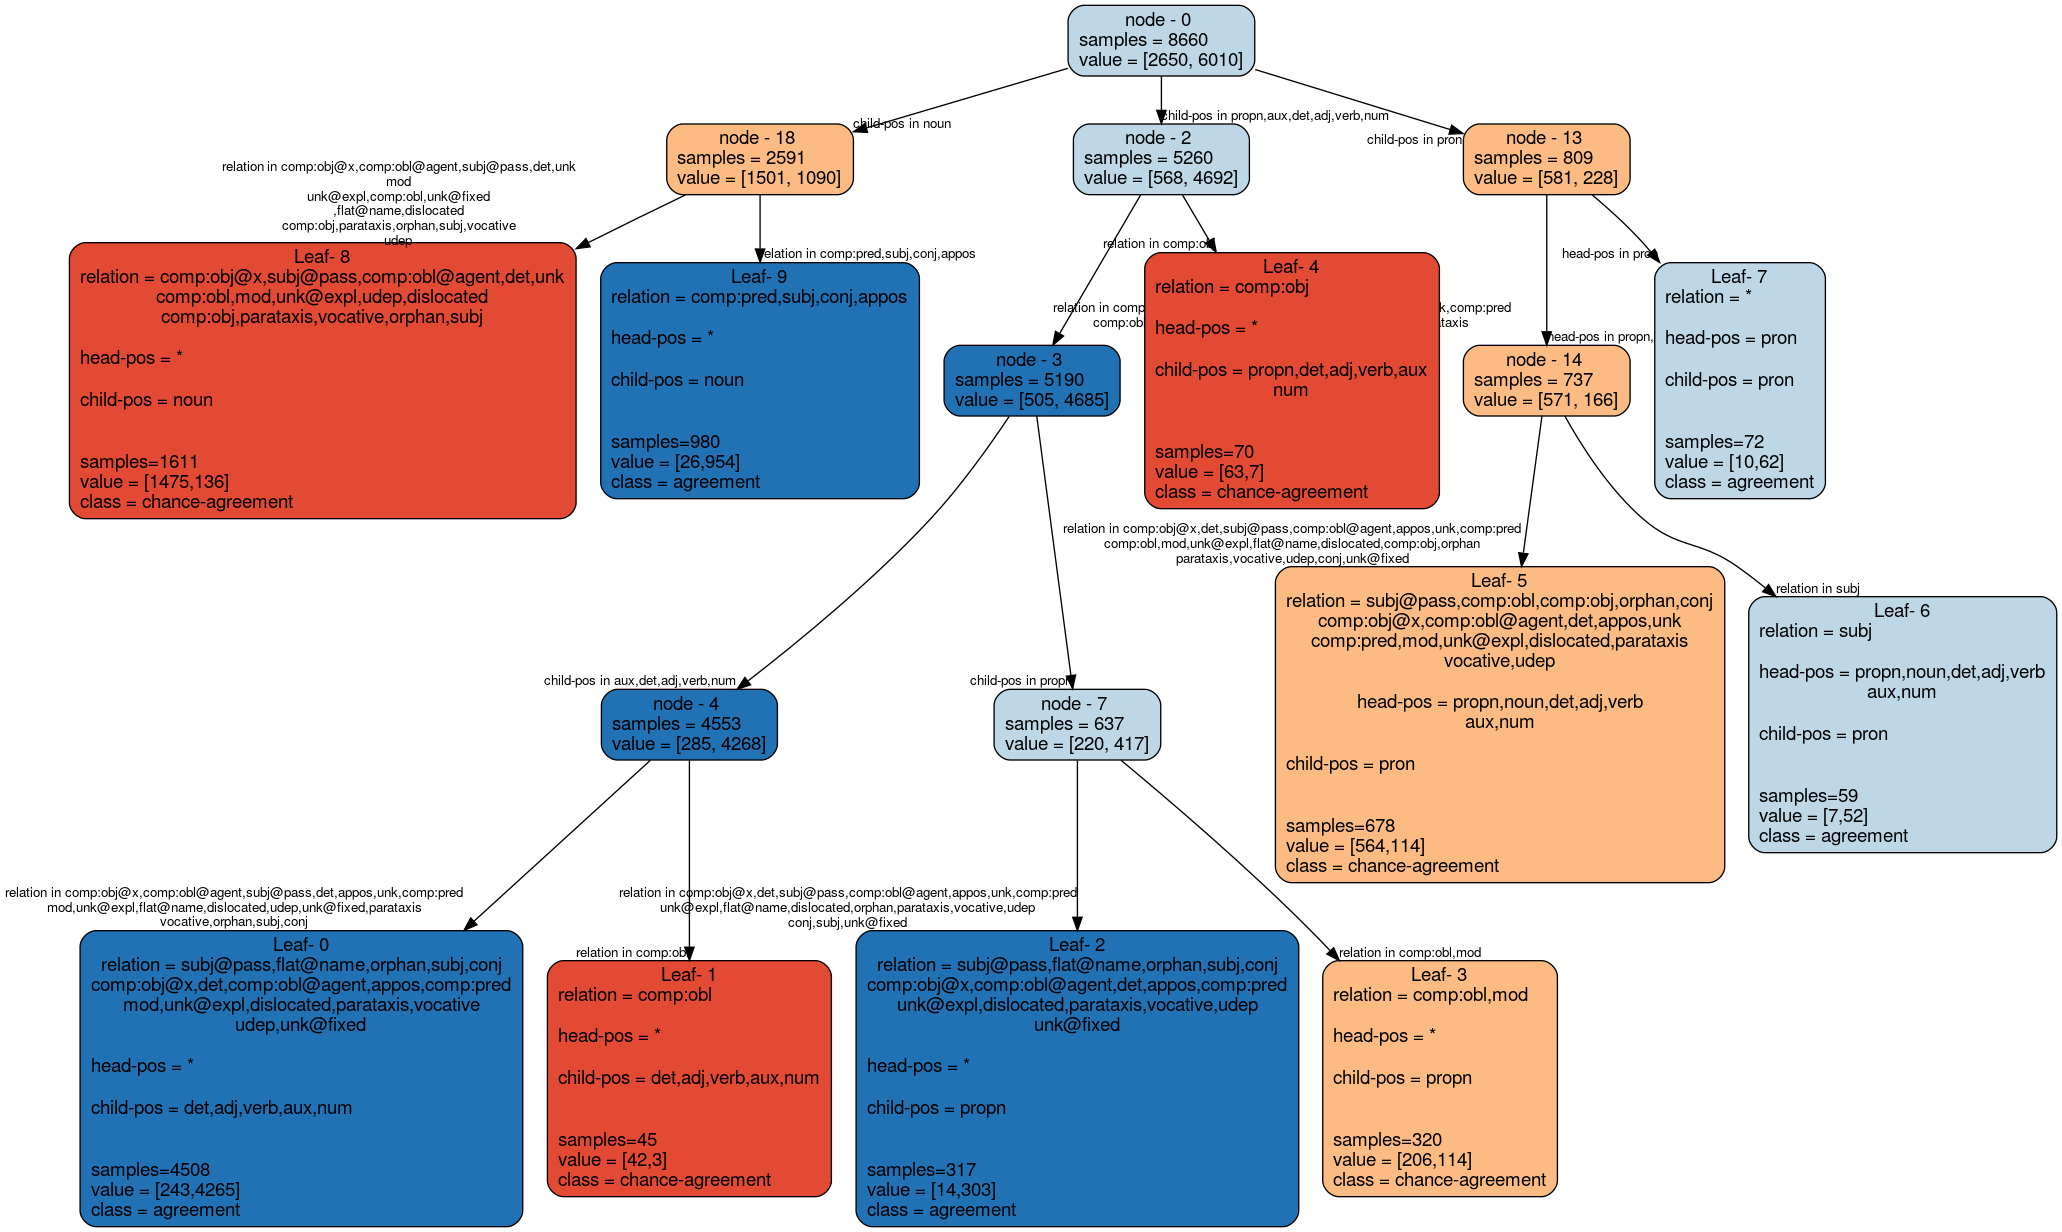 node - 0
samples = 8660
value = [2650, 6010]
child-pos in noun
child-pos in propn,aux,det,adj,verb,num
child-pos in pron
node - 18
samples = 2591
value = [1501, 1090]
node - 2
samples = 5260
value = [568, 4692]
node - 13
samples = 809
value = [581, 228]
relation in comp:obj@x,comp:obl@agent,subj@pass,det,unk
mod
unk@expl,comp:obl,unk@fixed
,flat@name,dislocated
comp:obj,parataxis,orphan,subj,vocative
udep
relation in comp:pred,subj,conj,appos
relation in comp:obj
head-pos in pron
Leaf- 8
relation = comp:obj@x,subj@pass,comp:obl@agent,det,unk
comp:obl,mod,unk@expl,udep,dislocated
comp:obj,parataxis,vocative,orphan,subj
head-pos = *
child-pos = noun
samples=1611
value = [1475,136]
class = chance-agreement
Leaf- 9
relation = comp:pred,subj,conj,appos
head-pos = *
child-pos = noun
samples=980
value = [26,954]
class = agreement
relation in comp
k,comp:pred
comp:ob
ataxis
Leaf- 4
relation = comp:obj
head-pos = *
child-pos = propn,det,adj,verb,aux
num
samples=70
value = [63,7]
class = chance-agreement
Leaf- 7
relation = *
head-pos = pron
child-pos = pron
samples=72
value = [10,62]
class = agreement
head-pos in propn,
node - 3
samples = 5190
value = [505, 4685]
node - 14
samples = 737
value = [571, 166]
relation in comp:obj@x,det,subj@pass,comp:obl@agent,appos,unk,comp:pred
comp:obl,mod,unk@expl,flat@name,dislocated,comp:obj,orphan
parataxis,vocative,udep,conj,unk@fixed
relation in subj
Leaf- 5
relation = subj@pass,comp:obl,comp:obj,orphan,conj
comp:obj@x,comp:obl@agent,det,appos,unk
comp:pred,mod,unk@expl,dislocated,parataxis
vocative,udep
head-pos = propn,noun,det,adj,verb
aux,num
child-pos = pron
samples=678
value = [564,114]
class = chance-agreement
Leaf- 6
relation = subj
head-pos = propn,noun,det,adj,verb
aux,num
child-pos = pron
samples=59
value = [7,52]
class = agreement
child-pos in aux,det,adj,verb,num
child-pos in propn
node - 4
samples = 4553
value = [285, 4268]
node - 7
samples = 637
value = [220, 417]
relation in comp:obj@x,comp:obl@agent,subj@pass,det,appos,unk,comp:pred
mod,unk@expl,flat@name,dislocated,udep,unk@fixed,parataxis
vocative,orphan,subj,conj
relation in comp:obl
relation in comp:obj@x,det,subj@pass,comp:obl@agent,appos,unk,comp:pred
unk@expl,flat@name,dislocated,orphan,parataxis,vocative,udep
conj,subj,unk@fixed
relation in comp:obl,mod
Leaf- 0
relation = subj@pass,flat@name,orphan,subj,conj
comp:obj@x,det,comp:obl@agent,appos,comp:pred
mod,unk@expl,dislocated,parataxis,vocative
udep,unk@fixed
head-pos = *
child-pos = det,adj,verb,aux,num
samples=4508
value = [243,4265]
class = agreement
Leaf- 1
relation = comp:obl
head-pos = *
child-pos = det,adj,verb,aux,num
samples=45
value = [42,3]
class = chance-agreement
Leaf- 2
relation = subj@pass,flat@name,orphan,subj,conj
comp:obj@x,comp:obl@agent,det,appos,comp:pred
unk@expl,dislocated,parataxis,vocative,udep
unk@fixed
head-pos = *
child-pos = propn
samples=317
value = [14,303]
class = agreement
Leaf- 3
relation = comp:obl,mod
head-pos = *
child-pos = propn
samples=320
value = [206,114]
class = chance-agreement